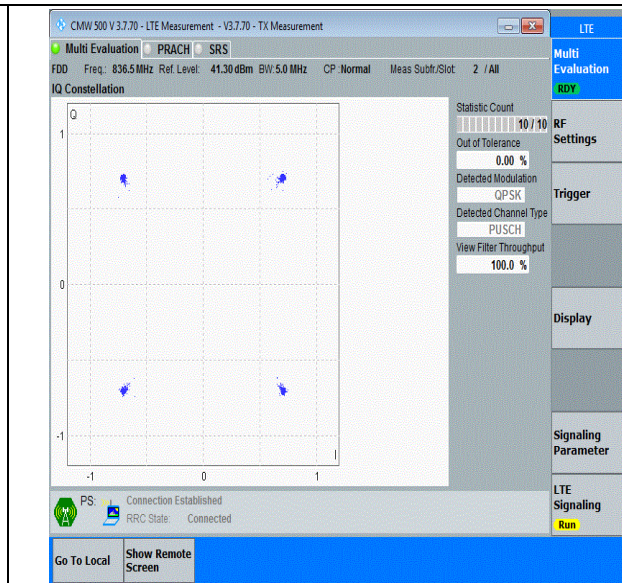 CMW 500 V 3.7.70 - LTE Measurement - V3.7.70 - TX Measurement
LTE
Multi Evaluation PRACH SRS
Multi
Evaluation
RDY
FDD Freq.: 836.5 MHz Ref. Level: 41.30 dBm BW: 5.0 MHz CP :Normal Meas Subfr./Slot: 2 / All
IQ Constellation
Q
1
0
-1
I
-1 0 1
Statistic Count
10 / 10
Out of Tolerance
0.00 %
Detected Modulation
QPSK
Detected Channel Type
PUSCH
View Filter Throughput
100.0 %
RF
Settings
Trigger
Display
Signaling
Parameter
LTE
Signaling
Run
PS: Connection Established
RRC State: Connected
Go To Local
Show Remote
Screen